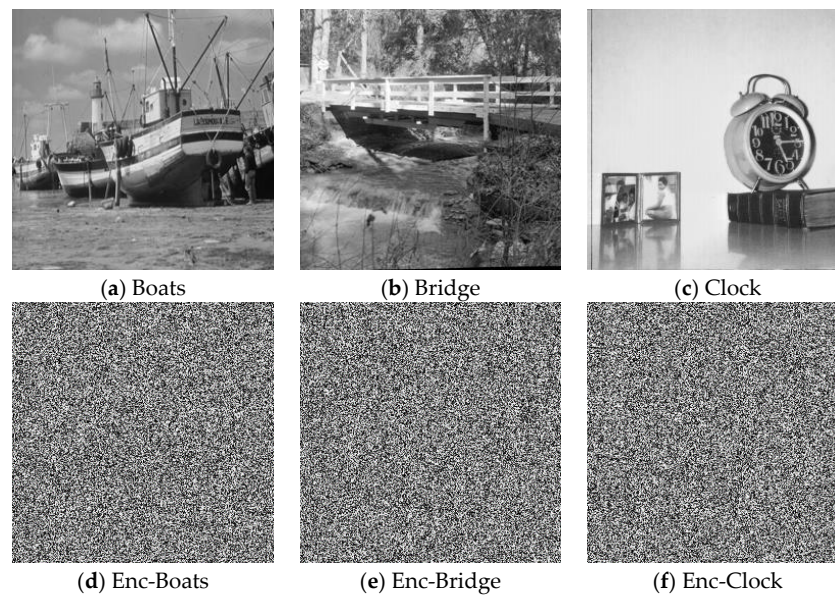 (a) Boats
(b) Bridge
(c) Clock
(d) Enc-Boats
(e) Enc-Bridge
(f) Enc-Clock